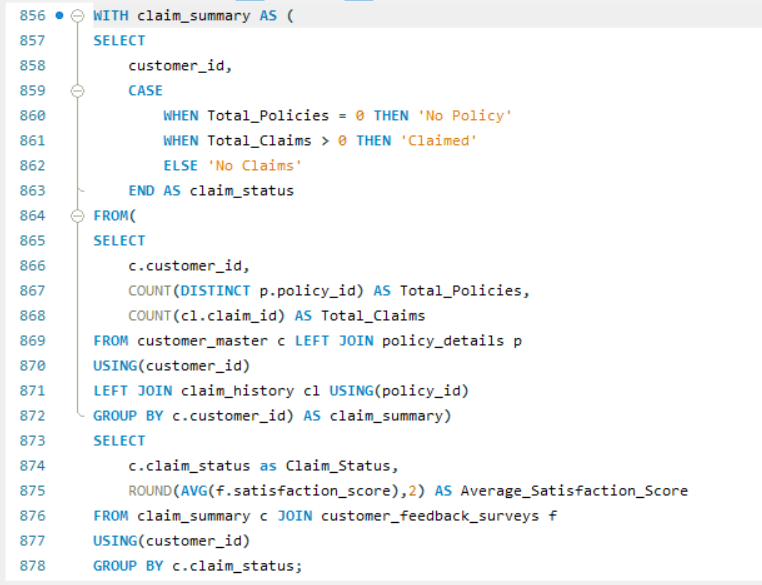 856 WITH claim_summary AS (
857 SELECT
858 customer_id,
859 CASE
860 WHEN Total_Policies = 0 THEN 'No Policy'
861 WHEN Total_Claims > 0 THEN 'Claimed'
862 ELSE 'No Claims'
863 END AS claim_status
864 FROM(
865 SELECT
866 c.customer_id,
867 COUNT(DISTINCT p.policy_id) AS Total_Policies,
868 COUNT(cl.claim_id) AS Total_Claims
869 FROM customer_master c LEFT JOIN policy_details p
870 USING(customer_id)
871 LEFT JOIN claim_history cl USING(policy_id)
872 GROUP BY c.customer_id) AS claim_summary)
873 SELECT
874 c.claim_status as Claim_Status,
875 ROUND(AVG(f.satisfaction_score),2) AS Average_Satisfaction_Score
876 FROM claim_summary c JOIN customer_feedback_surveys f
877 USING(customer_id)
878 GROUP BY c.claim_status;